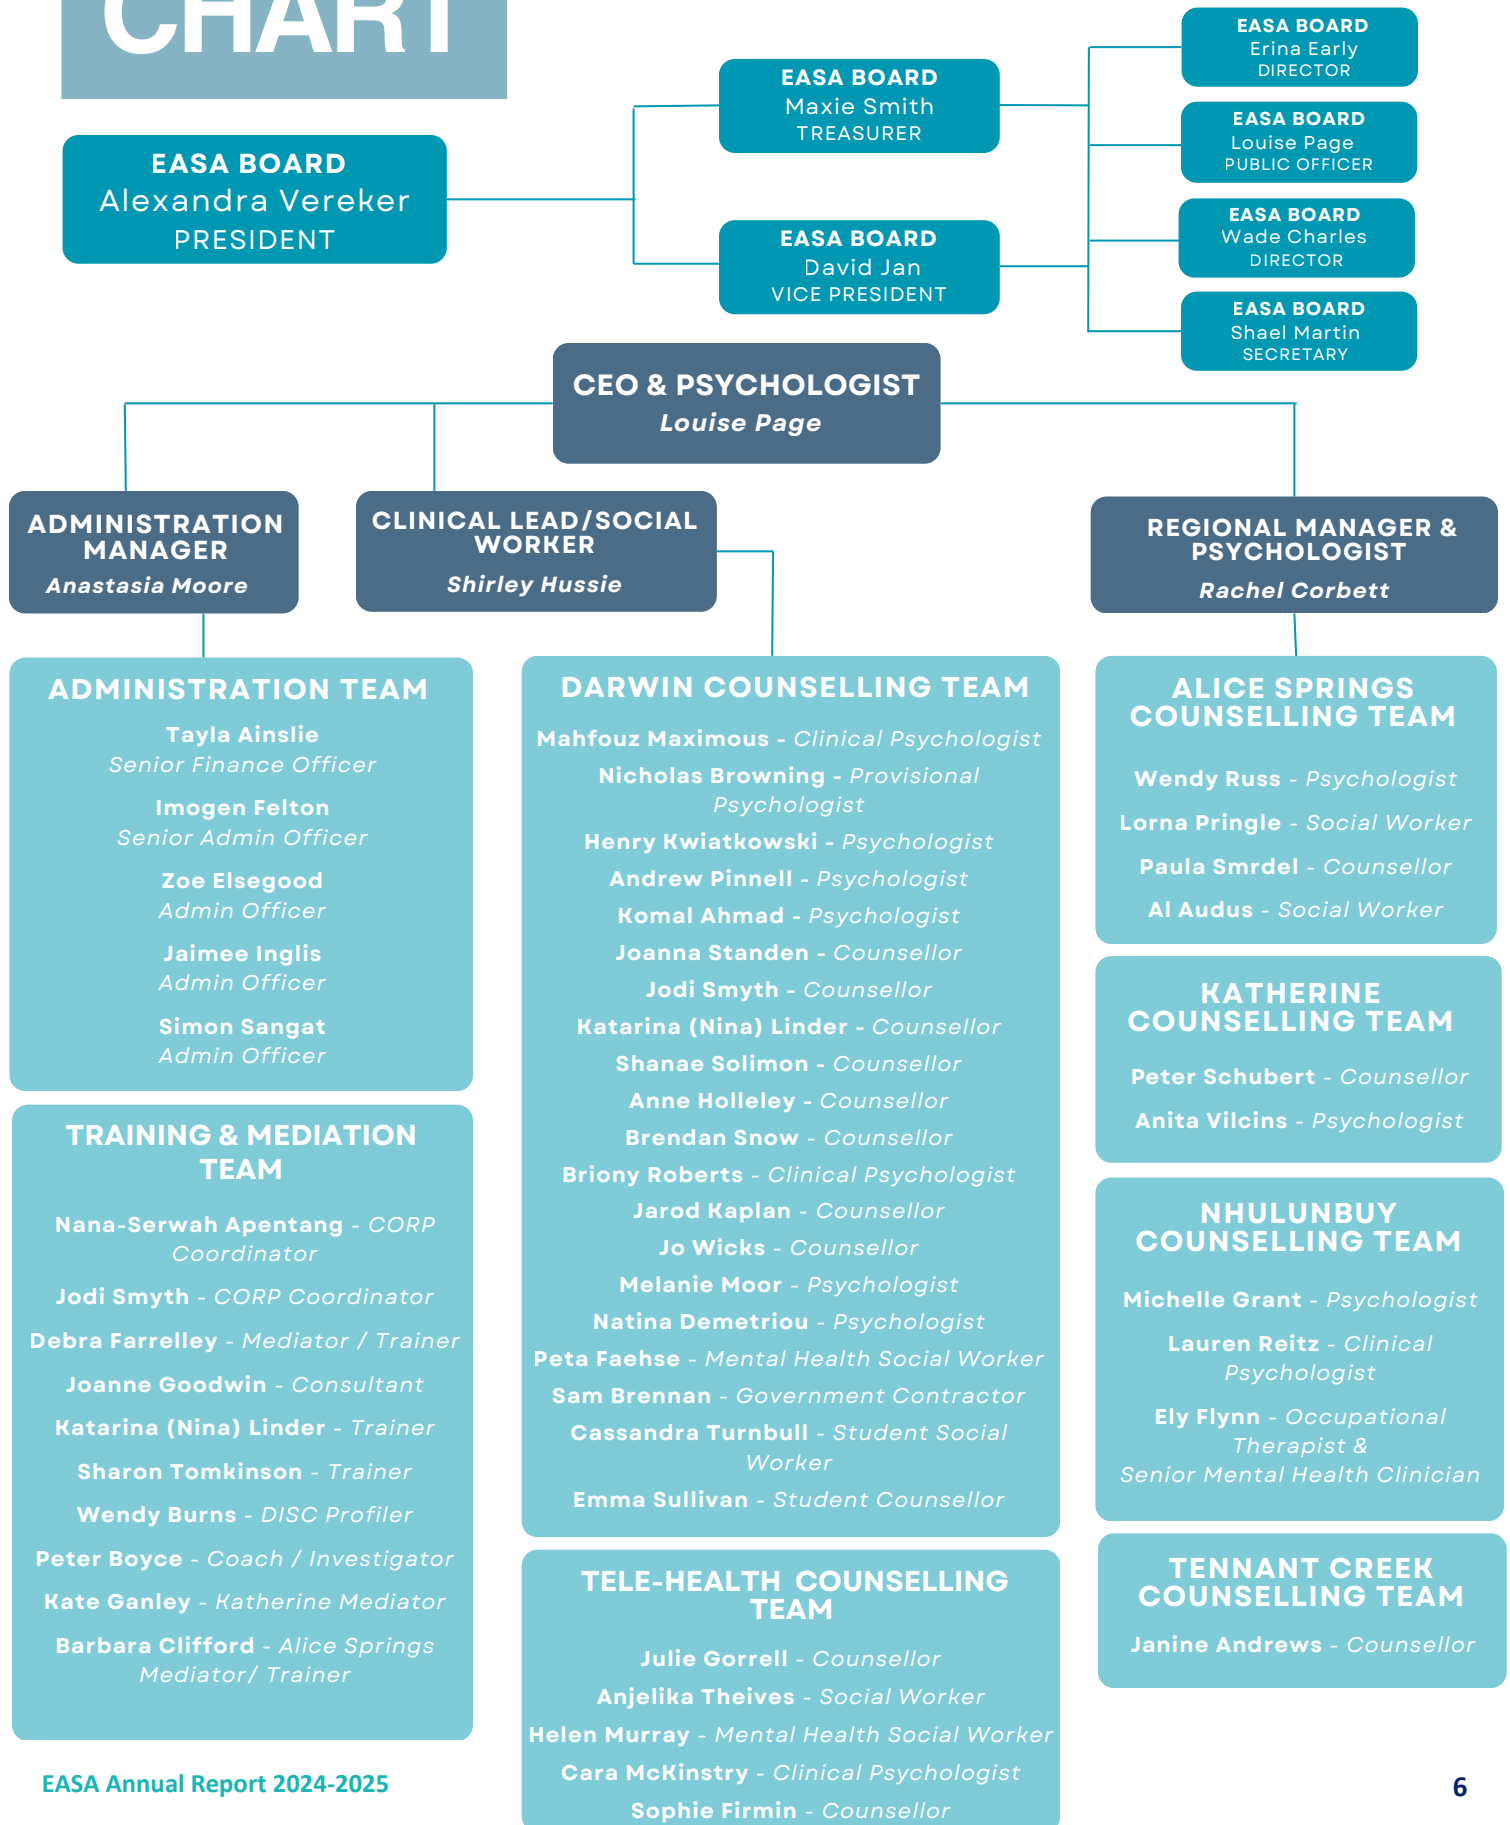 CHART
EASA BOARD
Alexandra Vereker
PRESIDENT
EASA BOARD
Maxie Smith
TREASURER
EASA BOARD
David Jan
VICE PRESIDENT
EASA BOARD
Erina Early
DIRECTOR
EASA BOARD
Louise Page
PUBLIC OFFICER
EASA BOARD
Wade Charles
DIRECTOR
EASA BOARD
Shael Martin
SECRETARY
CEO & PSYCHOLOGIST
Louise Page
ADMINISTRATION
MANAGER
Anastasia Moore
CLINICAL LEAD/SOCIAL
WORKER
Shirley Hussie
REGIONAL MANAGER &
PSYCHOLOGIST
Rachel Corbett
ADMINISTRATION TEAM
Tayla Ainslie
Senior Finance Officer
Imogen Felton
Senior Admin Officer
Zoe Elsegood
Admin Officer
Jaimee Inglis
Admin Officer
Simon Sangat
Admin Officer
TRAINING & MEDIATION
TEAM
Nana-Serwah Apentang - CORP
Coordinator
Jodi Smyth - CORP Coordinator
Debra Farrelley - Mediator / Trainer
Joanne Goodwin - Consultant
Katarina (Nina) Linder - Trainer
Sharon Tomkinson - Trainer
Wendy Burns - DISC Profiler
Peter Boyce - Coach / Investigator
Kate Ganley - Katherine Mediator
Barbara Clifford - Alice Springs
Mediator/ Trainer
DARWIN COUNSELLING TEAM
Mahfouz Maximous - Clinical Psychologist
Nicholas Browning - Provisional
Psychologist
Henry Kwiatkowski - Psychologist
Andrew Pinnell - Psychologist
Komal Ahmad - Psychologist
Joanna Standen - Counsellor
Jodi Smyth - Counsellor
Katarina (Nina) Linder - Counsellor
Shanae Solimon - Counsellor
Anne Holleley - Counsellor
Brendan Snow - Counsellor
Briony Roberts - Clinical Psychologist
Jarod Kaplan - Counsellor
Jo Wicks - Counsellor
Melanie Moor - Psychologist
Natina Demetriou - Psychologist
Peta Faehse - Mental Health Social Worker
Sam Brennan - Government Contractor
Cassandra Turnbull - Student Social
Worker
Emma Sullivan - Student Counsellor
TELE-HEALTH COUNSELLING
TEAM
Julie Gorrell - Counsellor
Anjelika Theives - Social Worker
Helen Murray - Mental Health Social Worker
Cara McKinstry - Clinical Psychologist
Sophie Firmin - Counsellor
ALICE SPRINGS
COUNSELLING TEAM
Wendy Russ - Psychologist
Lorna Pringle - Social Worker
Paula Smrdel - Counsellor
Al Audus - Social Worker
KATHERINE
COUNSELLING TEAM
Peter Schubert - Counsellor
Anita Vilcins - Psychologist
NHULUNBUY
COUNSELLING TEAM
Michelle Grant - Psychologist
Lauren Reitz - Clinical
Psychologist
Ely Flynn - Occupational
Therapist &
Senior Mental Health Clinician
TENNANT CREEK
COUNSELLING TEAM
Janine Andrews - Counsellor
EASA Annual Report 2024-2025
6